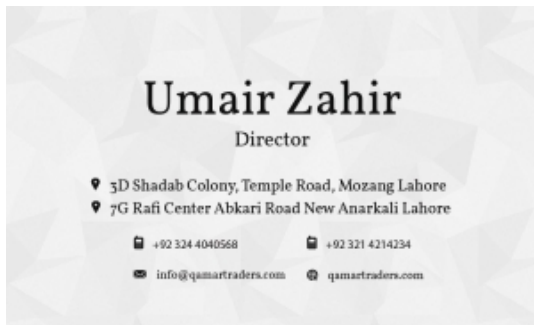 Umair Zahir
Director
3D Shadab Colony, Temple Road, Mozang Lahore
7G Rafi Center Abkari Road New Anarkali Lahore
+92 324 4040568 +92 321 4214234
info@qamartraders.com qamartraders.com